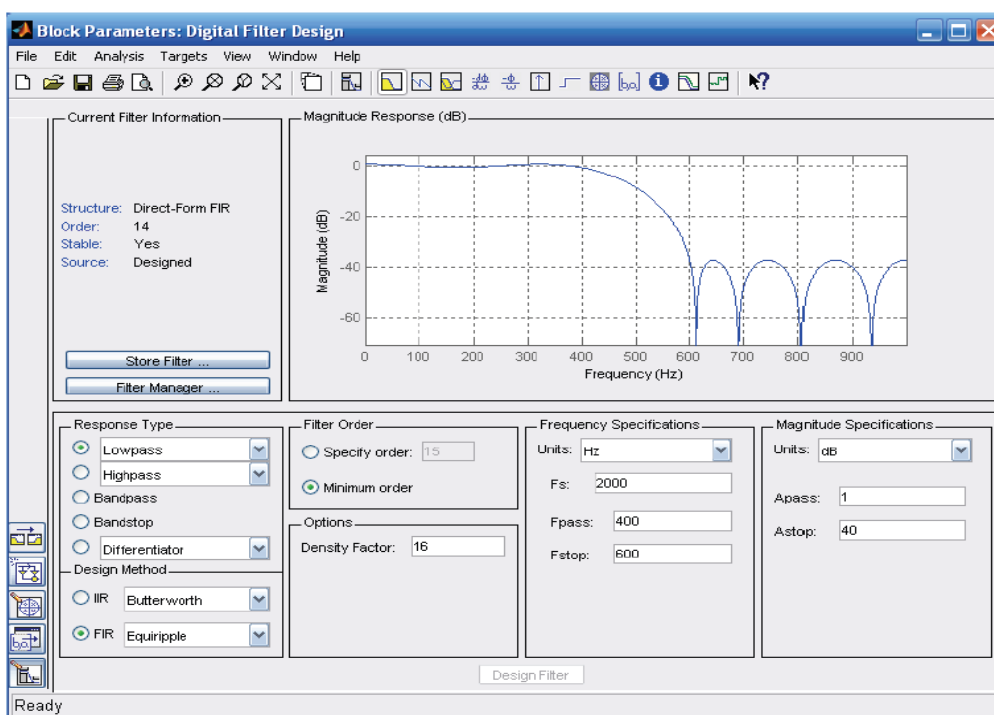 Block Parameters: Digital Filter Design
File Edit Analysis Targets View Window Help
Current Filter Information
Structure: Direct-Form FIR
Order: 14
Stable: Yes
Source: Designed
Store Filter ...
Filter Manager ...
Magnitude Response (dB)
Magnitude (dB)
0
-20
-40
-60
0 100 200 300 400 500 600 700 800 900
Frequency (Hz)
Response Type
Lowpass
Highpass
Bandpass
Bandstop
Differentiator
Design Method
IIR Butterworth
FIR Equiripple
Filter Order
Specify order: 15
Minimum order
Options
Density Factor: 16
Frequency Specifications
Units: Hz
Fs: 2000
Fpass: 400
Fstop: 600
Magnitude Specifications
Units: dB
Apass: 1
Astop: 40
Design Filter
Ready